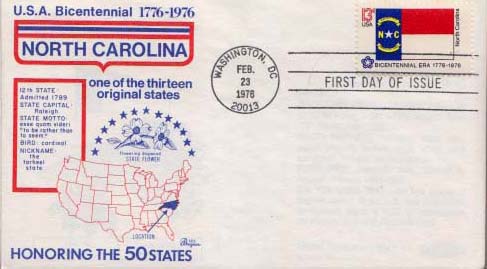 U.S.A. Bicentennial 1776-1976
NORTH CAROLINA
one of the thirteen
original states
12th STATE:
Admitted 1789
STATE CAPITAL:
Raleigh
STATE MOTTO:
esse quam videri
"to be rather than
to seem"
BIRD: cardinal
NICKNAME:
the
tarheel
state
flowering dogwood
STATE FLOWER
LOCATION
HONORING THE 50 STATES
WASHINGTON, DC
FEB.
23
1976
20013
FIRST DAY OF ISSUE
13c
N C
North Carolina
BICENTENNIAL ERA 1776-1976